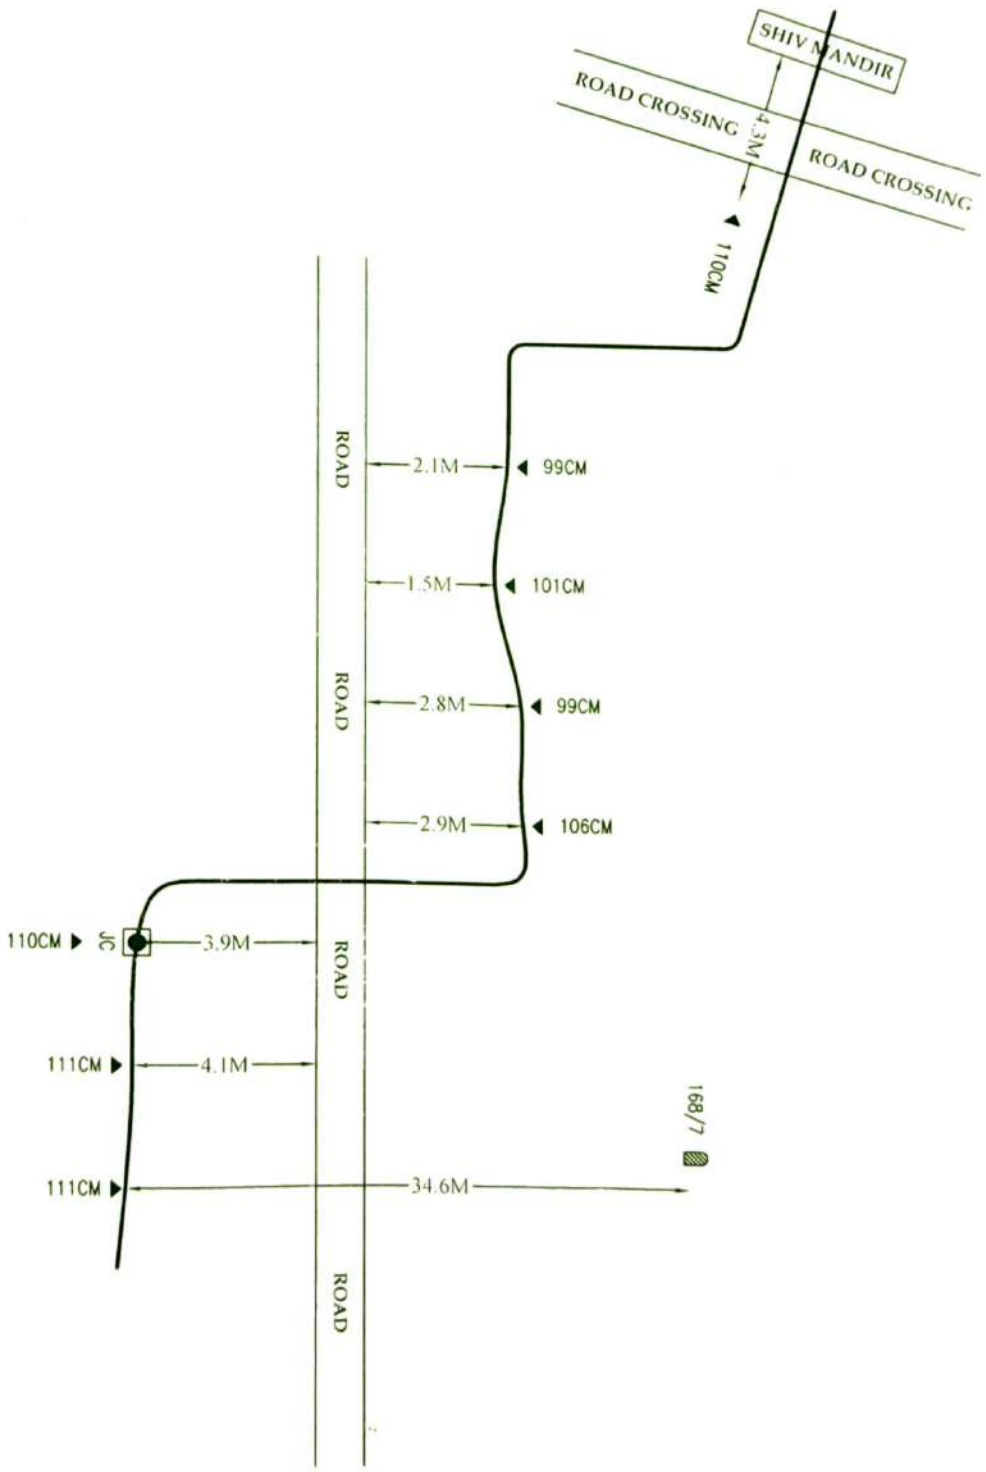 SHIV MANDIR
ROAD CROSSING
4.3M
ROAD CROSSING
110CM
ROAD
2.1M
99CM
1.5M
101CM
ROAD
2.8M
99CM
2.9M
106CM
110CM
JC
3.9M
ROAD
111CM
4.1M
168/7
111CM
34.6M
ROAD